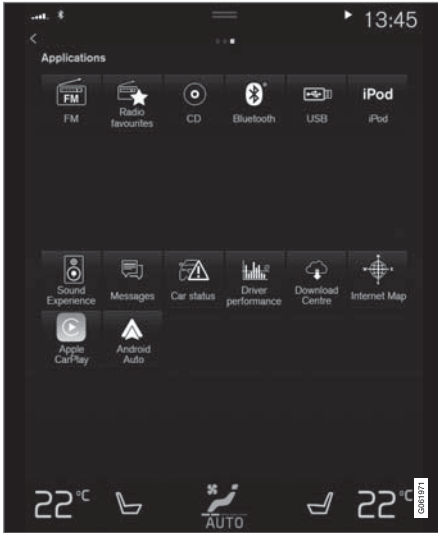 13:45
Applications
FM
FM
Radio
favourites
CD
Bluetooth
USB
iPod
iPod
Sound
Experience
Messages
Car status
Driver
performance
Download
Centre
Internet Map
Apple
CarPlay
Android
Auto
22°C
AUTO
22°C
G061971